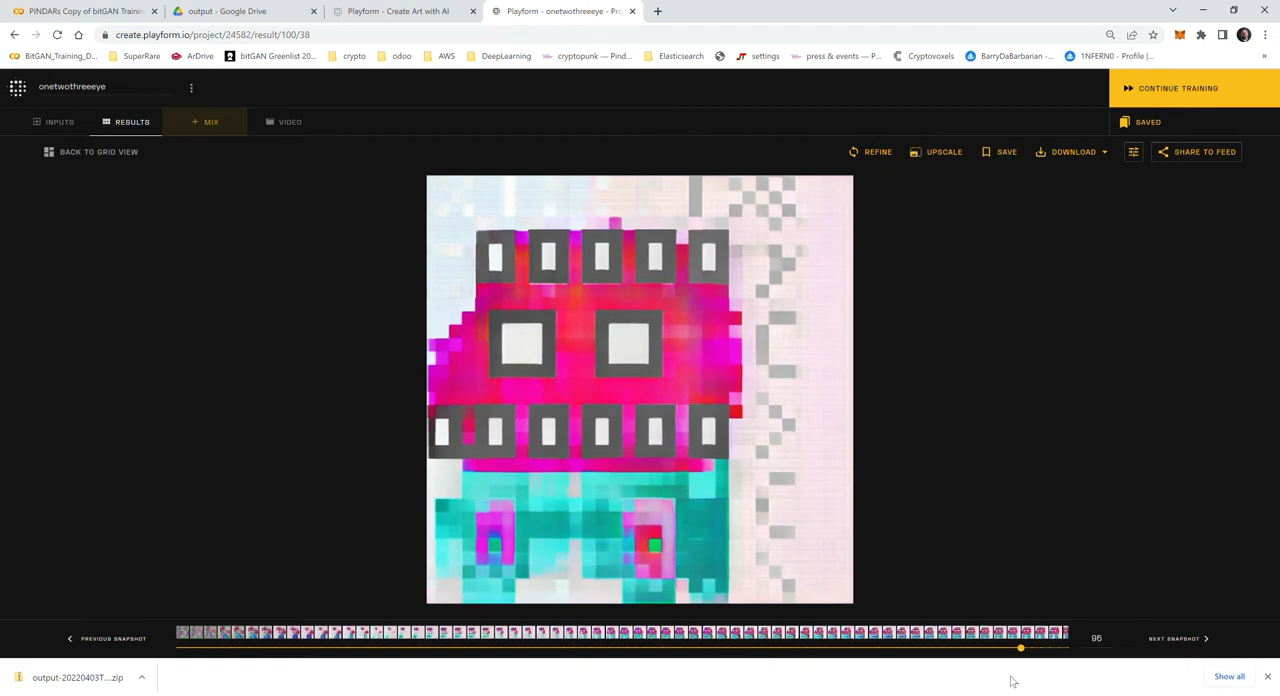 PINDARs Copy of bitGAN Trainin
output - Google Drive
Playform - Create Art with AI
Playform - onetwothreeeye - Pro
create.playform.io/project/24582/result/100/38
BitGAN_Training_D...
SuperRare
ArDrive
bitGAN Greenlist 20...
crypto
odoo
AWS
DeepLearning
cryptopunk — Pind...
Elasticsearch
settings
press & events — P...
Cryptovoxels
BarryDaBarbarian -...
1NFERN0 - Profile |...
»
onetwothreeeye
CONTINUE TRAINING
INPUTS
RESULTS
+ MIX
VIDEO
SAVED
BACK TO GRID VIEW
REFINE
UPSCALE
SAVE
DOWNLOAD
SHARE TO FEED
PREVIOUS SNAPSHOT
95
NEXT SNAPSHOT
output-20220403T....zip
Show all